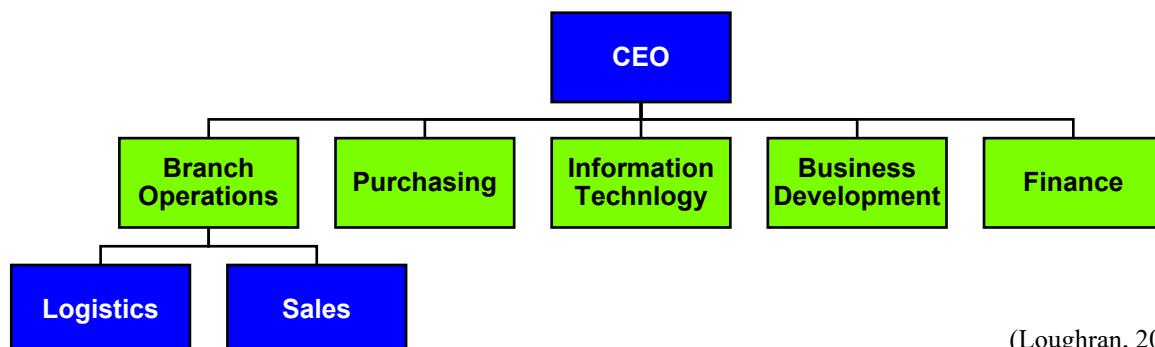 CEO
Branch
Operations
Purchasing
Information
Technlogy
Business
Development
Finance
Logistics
Sales
(Loughran, 20